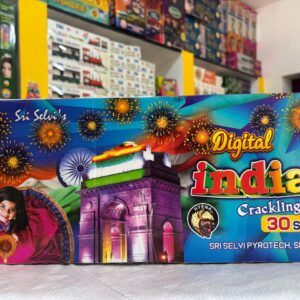 Sri Selvi's
Digital
india
Crackling
30 S
SRI SELVI PYROTECH, S